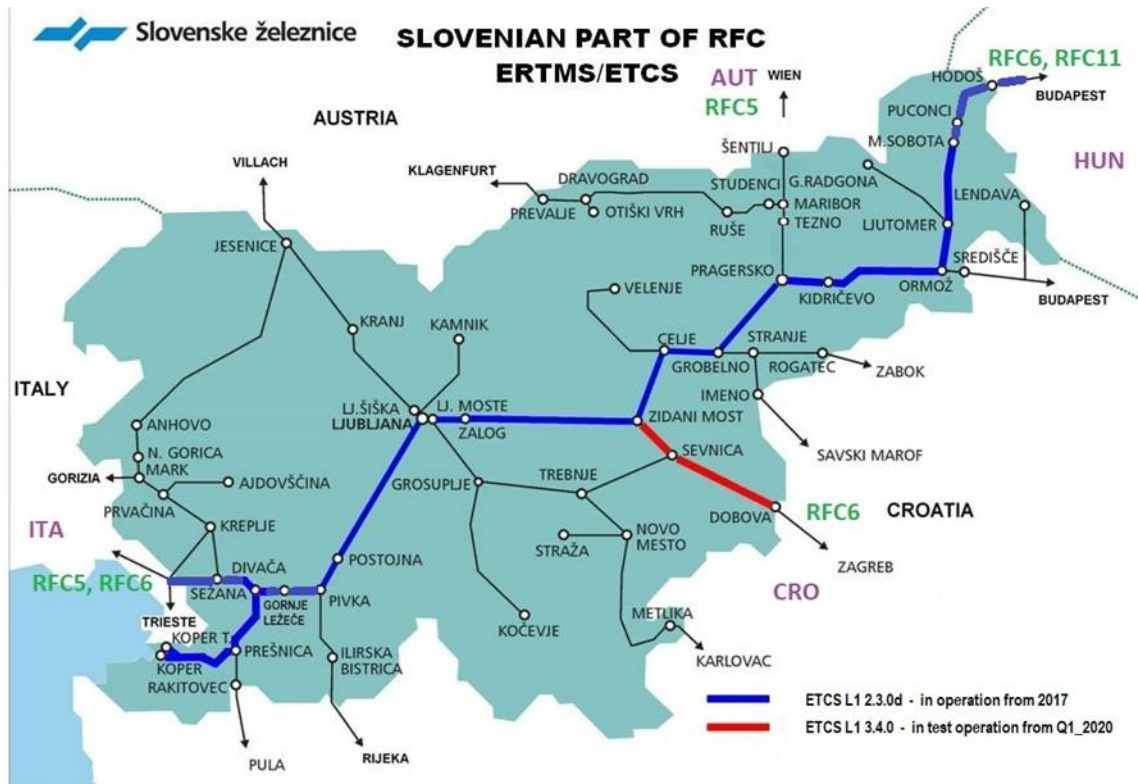 Slovenske železnice
SLOVENIAN PART OF RFC
ERTMS/ETCS
AUT
WIEN
RFC5
RFC6, RFC11
HODOŠ
BUDAPEST
PUCONCI
M.SOBOTA
HUN
AUSTRIA
ŠENTILJ
VILLACH
KLAGENFURT
DRAVOGRAD
STUDENCI
G.RADGONA
LENDAVA
PREVALJE
OTIŠKI VRH
MARIBOR
RUŠE
TEZNO
LJUTOMER
JESENICE
PRAGERSKO
SREDIŠČE
KIDRIČEVO
ORMOŽ
BUDAPEST
VELENJE
KRANJ
KAMNIK
CELJE
STRANJE
GROBELNO
ROGATEC
ZABOK
ITALY
IMENO
LJ.ŠIŠKA
LJ. MOSTE
LJUBLJANA
ZALOG
ZIDANI MOST
ANHOVO
SAVSKI MAROF
SEVNICA
N. GORICA
MARK
GORIZIA
AJDOVŠČINA
GROSUPLJE
TREBNJE
PRVAČINA
RFC6
CROATIA
DOBOVA
KREPLJE
ITA
STRAŽA
NOVO
MESTO
ZAGREB
POSTOJNA
DIVAČA
RFC5, RFC6
SEŽANA
GORNJE
LEŽEČE
PIVKA
CRO
TRIESTE
KOČEVJE
METLIKA
KOPER T.
KOPER
PREŠNICA
ILIRSKA
BISTRICA
KARLOVAC
RAKITOVEC
ETCS L1 2.3.0d - in operation from 2017
ETCS L1 3.4.0 - in test operation from Q1_2020
PULA
RIJEKA